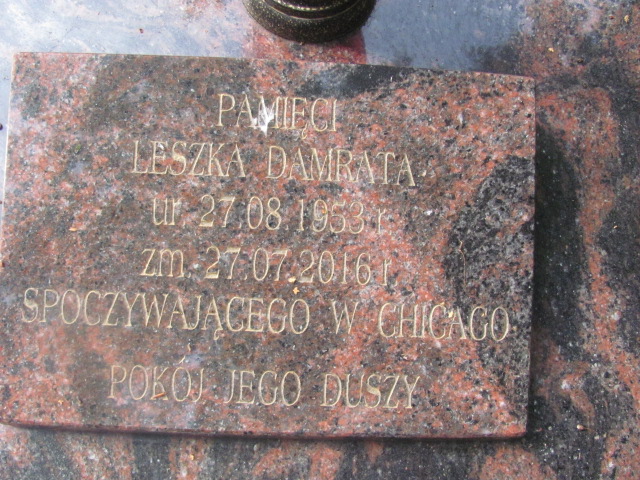 PAMIĘCI
LESZKA DAMRATA
ur. 27.08.1953 r.
zm. 27.07.2016 r.
SPOCZYWAJĄCEGO W CHICAGO
POKÓJ JEGO DUSZY